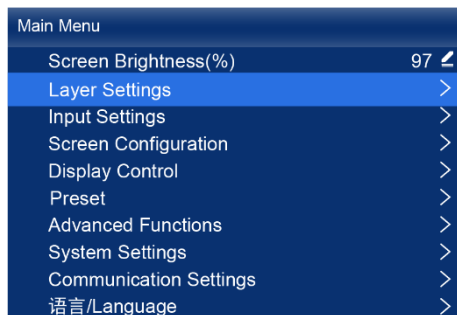 Main Menu
Screen Brightness(%) 97
Layer Settings
Input Settings
Screen Configuration
Display Control
Preset
Advanced Functions
System Settings
Communication Settings
语言/Language